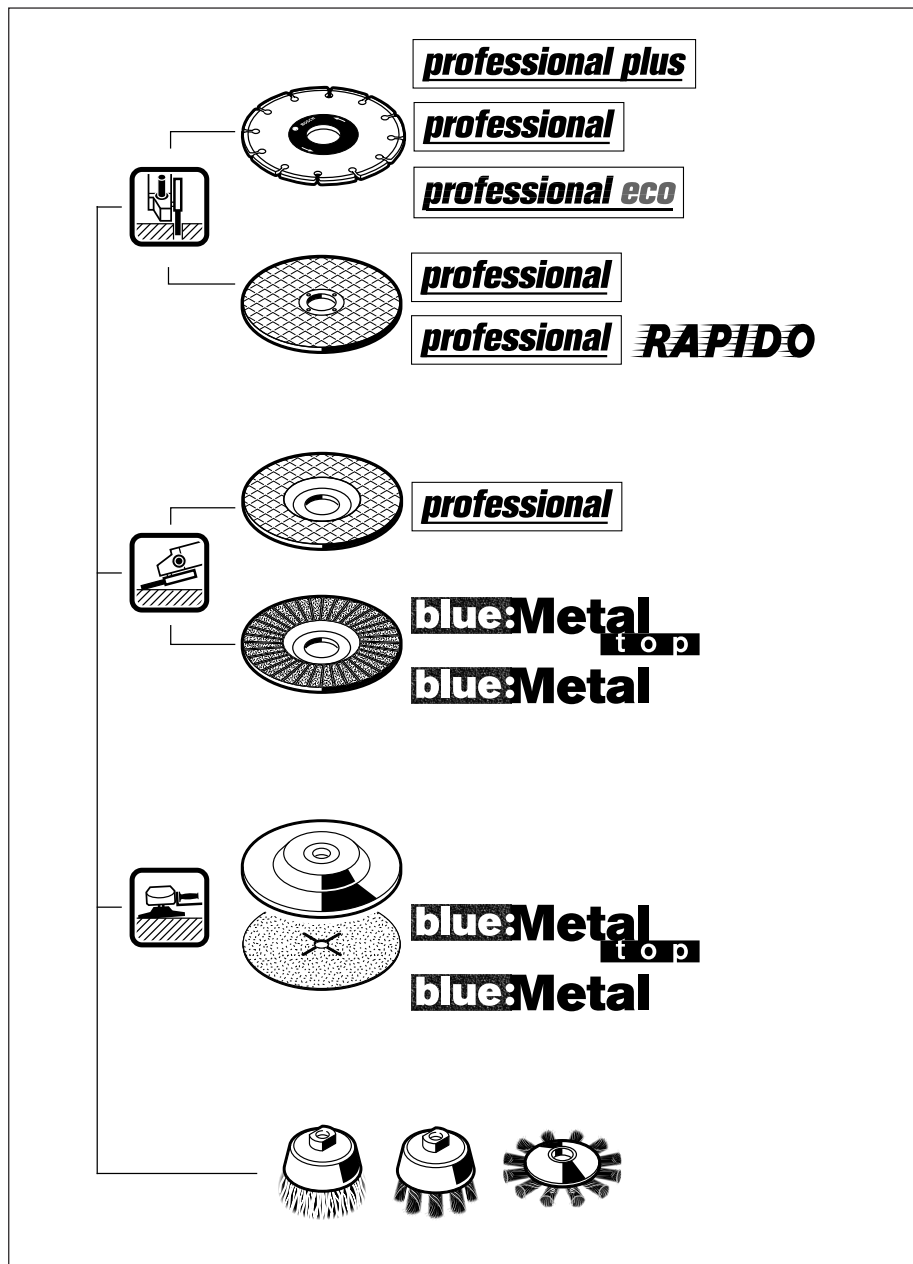 professional plus
BOSCH
professional
professional eco
professional
professional RAPIDO
professional
blue:Metal
top
blue:Metal
blue:Metal
top
blue:Metal